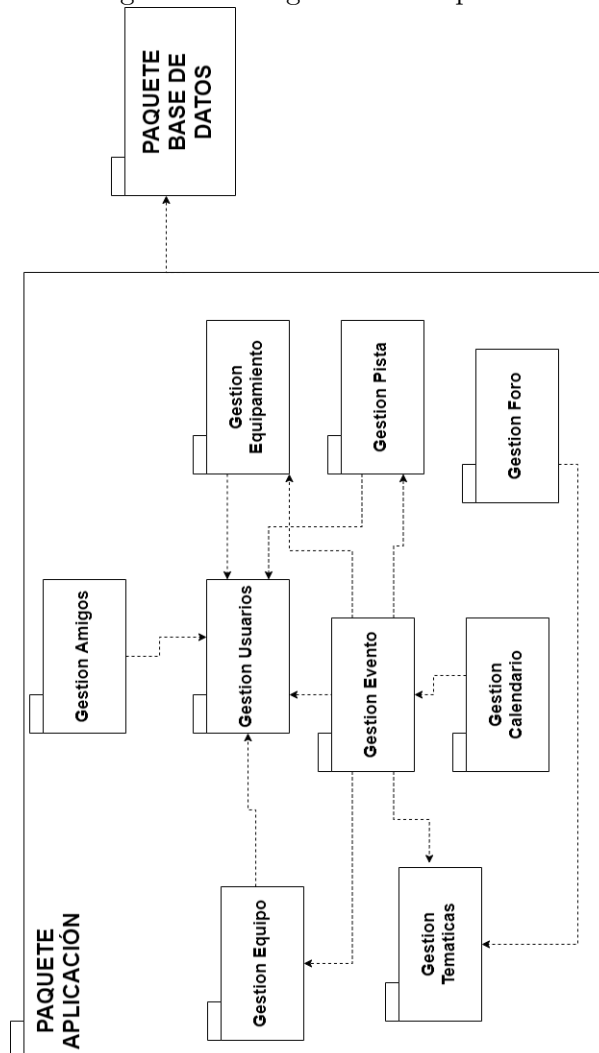 PAQUETE
BASE DE
DATOS
PAQUETE
APLICACIÓN
Gestion Amigos
Gestion Equipo
Gestion Usuarios
Gestion
Equipamiento
Gestion Evento
Gestion Pista
Gestion
Tematicas
Gestion
Calendario
Gestion Foro